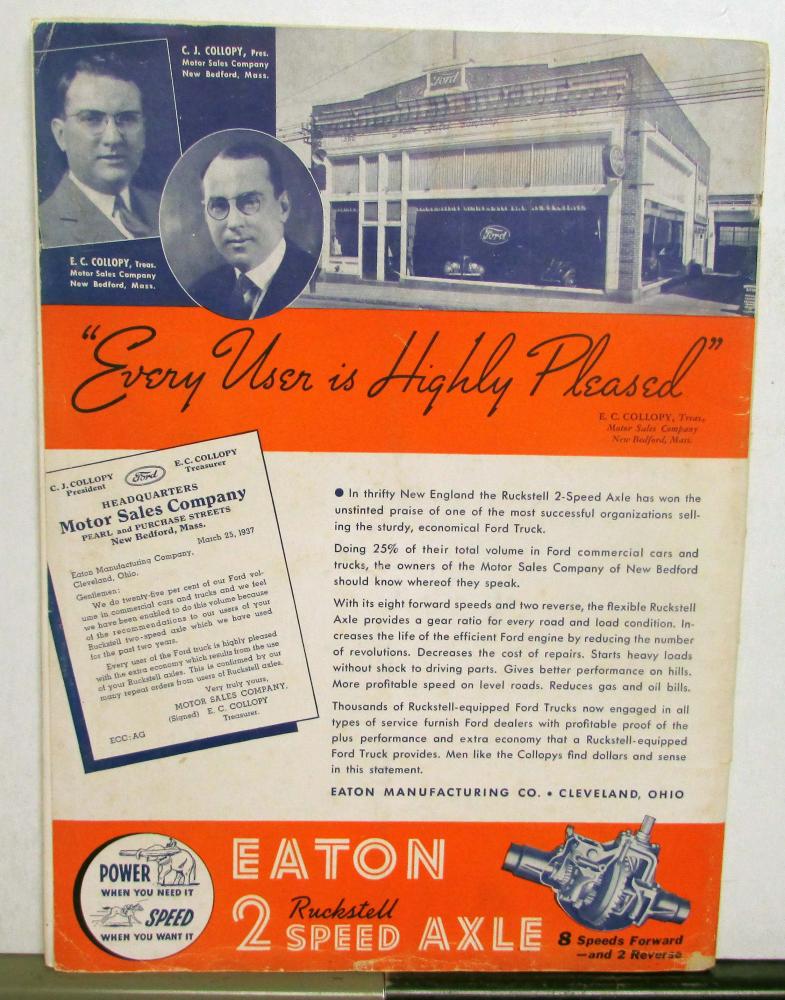 C. J. COLLOPY, Pres.
Motor Sales Company
New Bedford, Mass.
E. C. COLLOPY, Treas.
Motor Sales Company
New Bedford, Mass.
Ford
Ford
"Every User is Highly Pleased"
E. C. COLLOPY, Treas.,
Motor Sales Company
New Bedford, Mass.
C. J. COLLOPY
President
Ford
E. C. COLLOPY
Treasurer
HEADQUARTERS
Motor Sales Company
PEARL and PURCHASE STREETS
New Bedford, Mass.
March 25, 1937
Eaton Manufacturing Company,
Cleveland, Ohio.
Gentlemen:
We do twenty-five per cent of our Ford vol-
ume in commercial cars and trucks and we feel
we have been enabled to do this volume because
of the recommendations to our users of your
Ruckstell two-speed axle which we have used
for the past two years.
Every user of the Ford truck is highly pleased
with the extra economy which results from the use
of your Ruckstell axles. This is confirmed by our
many repeat orders from users of Ruckstell axles.
Very truly yours,
MOTOR SALES COMPANY,
(Signed) E. C. COLLOPY
Treasurer.
ECC:AG
● In thrifty New England the Ruckstell 2-Speed Axle has won the
unstinted praise of one of the most successful organizations sell-
ing the sturdy, economical Ford Truck.
Doing 25% of their total volume in Ford commercial cars and
trucks, the owners of the Motor Sales Company of New Bedford
should know whereof they speak.
With its eight forward speeds and two reverse, the flexible Ruckstell
Axle provides a gear ratio for every road and load condition. In-
creases the life of the efficient Ford engine by reducing the number
of revolutions. Decreases the cost of repairs. Starts heavy loads
without shock to driving parts. Gives better performance on hills.
More profitable speed on level roads. Reduces gas and oil bills.
Thousands of Ruckstell-equipped Ford Trucks now engaged in all
types of service furnish Ford dealers with profitable proof of the
plus performance and extra economy that a Ruckstell-equipped
Ford Truck provides. Men like the Collopys find dollars and sense
in this statement.
EATON MANUFACTURING CO. • CLEVELAND, OHIO
POWER
WHEN YOU NEED IT
SPEED
WHEN YOU WANT IT
EATON
2 Ruckstell
SPEED AXLE
8 Speeds Forward
—and 2 Reverse